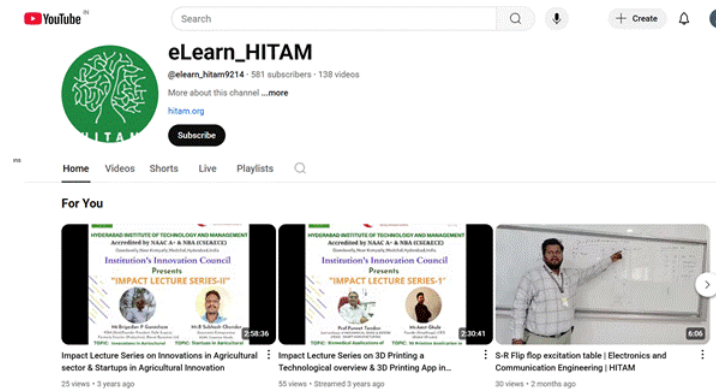 YouTube IN
Search
Create
eLearn_HITAM
@elearn_hitam9214 · 581 subscribers · 138 videos
More about this channel ...more
hitam.org
HITAM
Subscribe
Home Videos Shorts Live Playlists
For You
HYDERABAD INSTITUTE OF TECHNOLOGY AND MANAGEMENT
Accredited by NAAC A+ & NBA (CSE&ECE)
Institution's Innovation Council
Presents
"IMPACT LECTURE SERIES-II"
2:58:36
HYDERABAD INSTITUTE OF TECHNOLOGY AND MANAGEMENT
Accredited by NAAC A+ & NBA (CSE&ECE)
Institution's Innovation Council
Presents
"IMPACT LECTURE SERIES-1"
2:30:41
6:06
Impact Lecture Series on Innovations in Agricultural
sector & Startups in Agricultural Innovation
25 views · 3 years ago
Impact Lecture Series on 3D Printing a
Technological overview & 3D Printing App in...
55 views · Streamed 3 years ago
S-R Flip flop excitation table | Electronics and
Communication Engineering | HITAM
30 views · 2 months ago